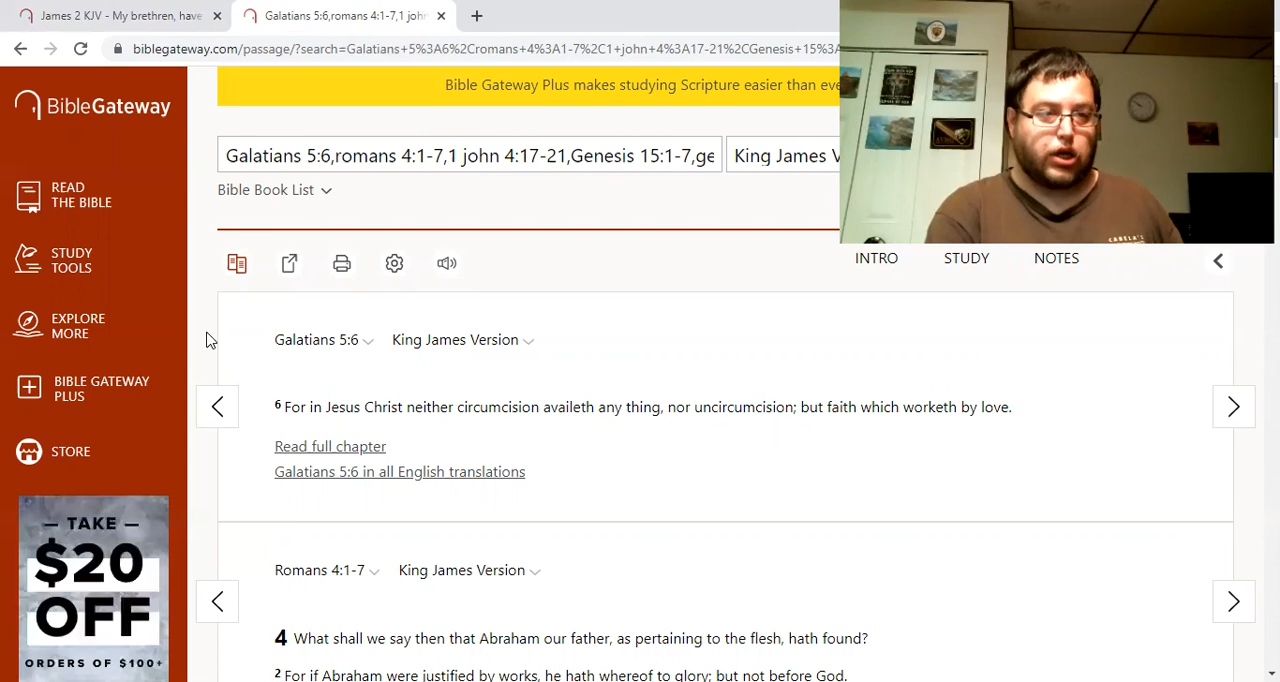 James 2 KJV - My brethren, have
Galatians 5:6,romans 4:1-7,1 john
biblegateway.com/passage/?search=Galatians+5%3A6%2Cromans+4%3A1-7%2C1+john+4%3A17-21%2CGenesis+15%3
Bible Gateway Plus makes studying Scripture easier than eve
BibleGateway
Galatians 5:6,romans 4:1-7,1 john 4:17-21,Genesis 15:1-7,ge
King James V
Bible Book List
READ
THE BIBLE
STUDY
TOOLS
EXPLORE
MORE
BIBLE GATEWAY
PLUS
STORE
INTRO
STUDY
NOTES
Galatians 5:6
King James Version
6 For in Jesus Christ neither circumcision availeth any thing, nor uncircumcision; but faith which worketh by love.
Read full chapter
Galatians 5:6 in all English translations
Romans 4:1-7
King James Version
4 What shall we say then that Abraham our father, as pertaining to the flesh, hath found?
2 For if Abraham were justified by works, he hath whereof to glory; but not before God.
— TAKE —
$20
OFF
ORDERS OF $100+
CABELA'S